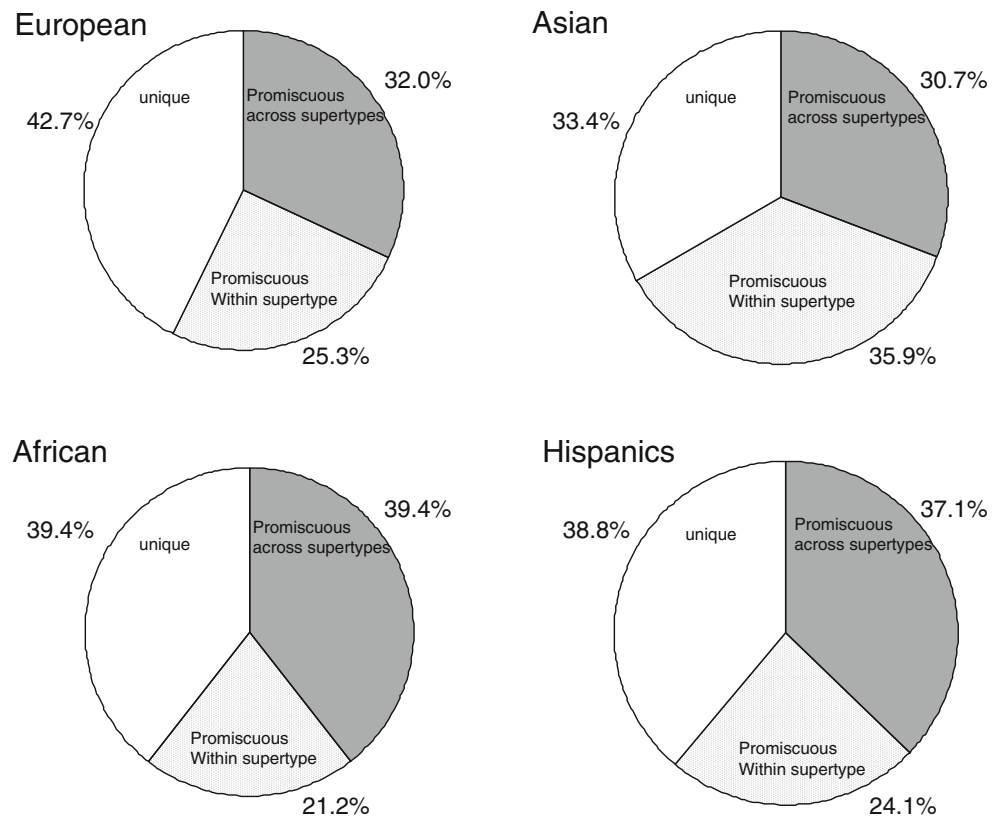 European
unique
Promiscuous
across supertypes
32.0%
42.7%
Promiscuous
Within supertype
25.3%
Asian
unique
Promiscuous
across supertypes
30.7%
33.4%
Promiscuous
Within supertype
35.9%
African
39.4%
39.4%
unique
Promiscuous
across supertypes
Promiscuous
Within supertype
21.2%
Hispanics
37.1%
38.8%
unique
Promiscuous
across supertypes
Promiscuous
Within supertype
24.1%